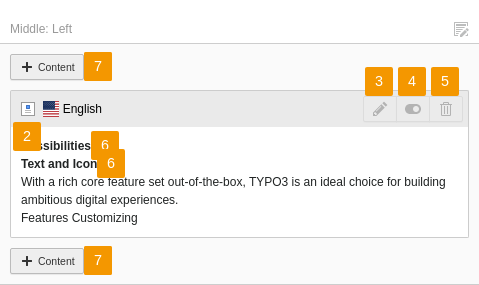 Middle: Left
+ Content 7
3 4 5
English
2
ssibilities 6
Text and Icon 6
With a rich core feature set out-of-the-box, TYPO3 is an ideal choice for building
ambitious digital experiences.
Features Customizing
+ Content 7